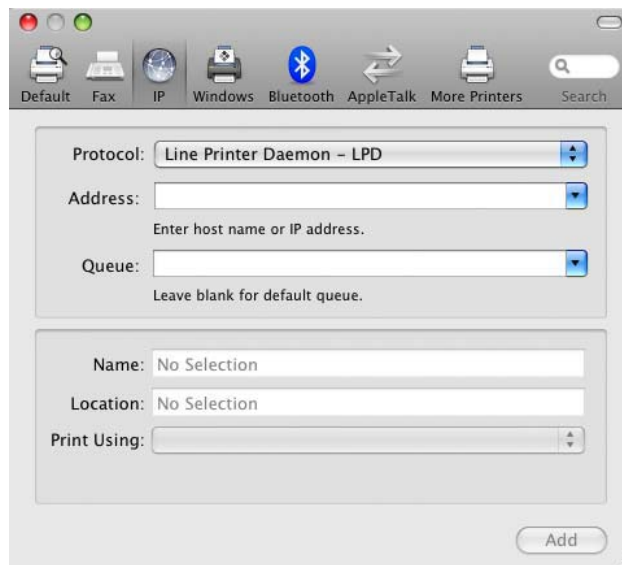 Default Fax IP Windows Bluetooth AppleTalk More Printers Search
Protocol: Line Printer Daemon – LPD
Address:
Enter host name or IP address.
Queue:
Leave blank for default queue.
Name: No Selection
Location: No Selection
Print Using:
Add